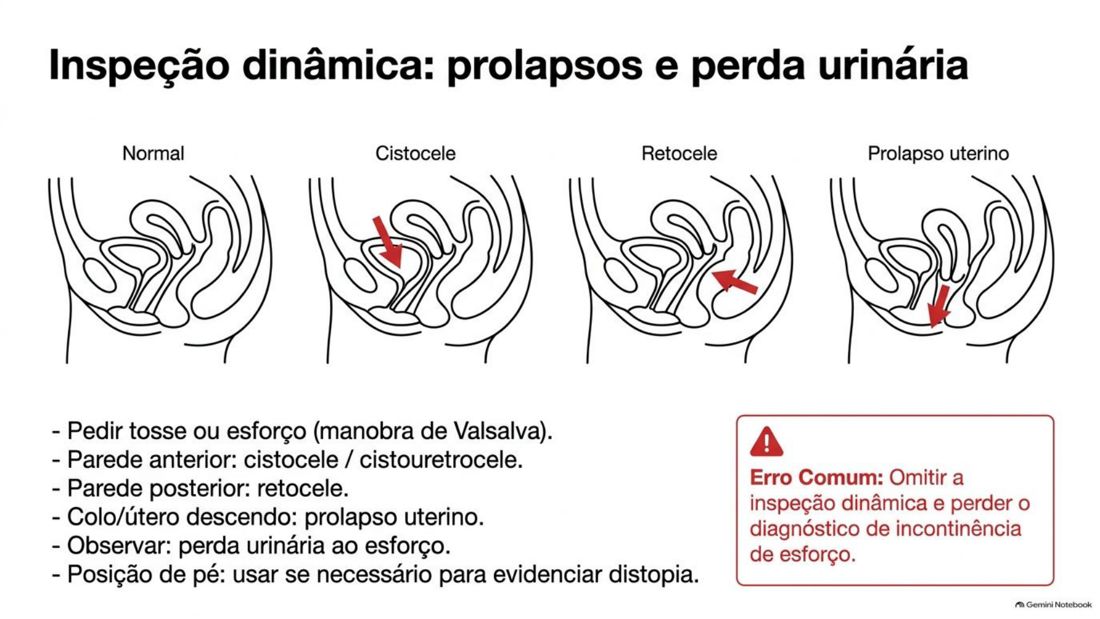 Inspeção dinâmica: prolapsos e perda urinária
Normal
Cistocele
Retocele
Prolapso uterino
- Pedir tosse ou esforço (manobra de Valsalva).
- Parede anterior: cistocele / cistouretrocele.
- Parede posterior: retocele.
- Colo/útero descendo: prolapso uterino.
- Observar: perda urinária ao esforço.
- Posição de pé: usar se necessário para evidenciar distopia.
Erro Comum: Omitir a
inspeção dinâmica e perder o
diagnóstico de incontinência
de esforço.
Gemini Notebook